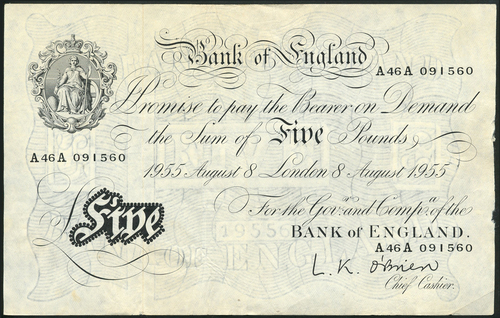 Bank of England
A46A 091560
I Promise to pay the Bearer on Demand
the Sum of Five Pounds
A46A 091560
1955 August 8 London 8 August 1955
For the Govr. and Compa. of the
£Five
BANK of ENGLAND.
A46A 091560
L. K. O'Brien
Chief Cashier.